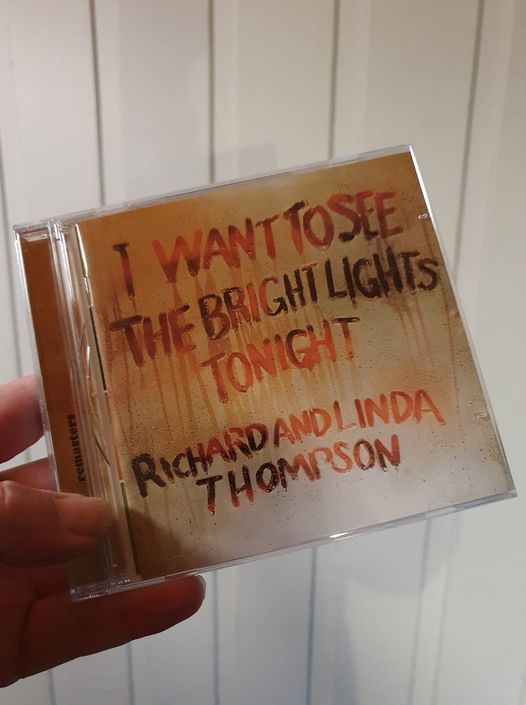 I WANT TO SEE
THE BRIGHT LIGHTS
TONIGHT
RICHARD AND LINDA
THOMPSON
remasters